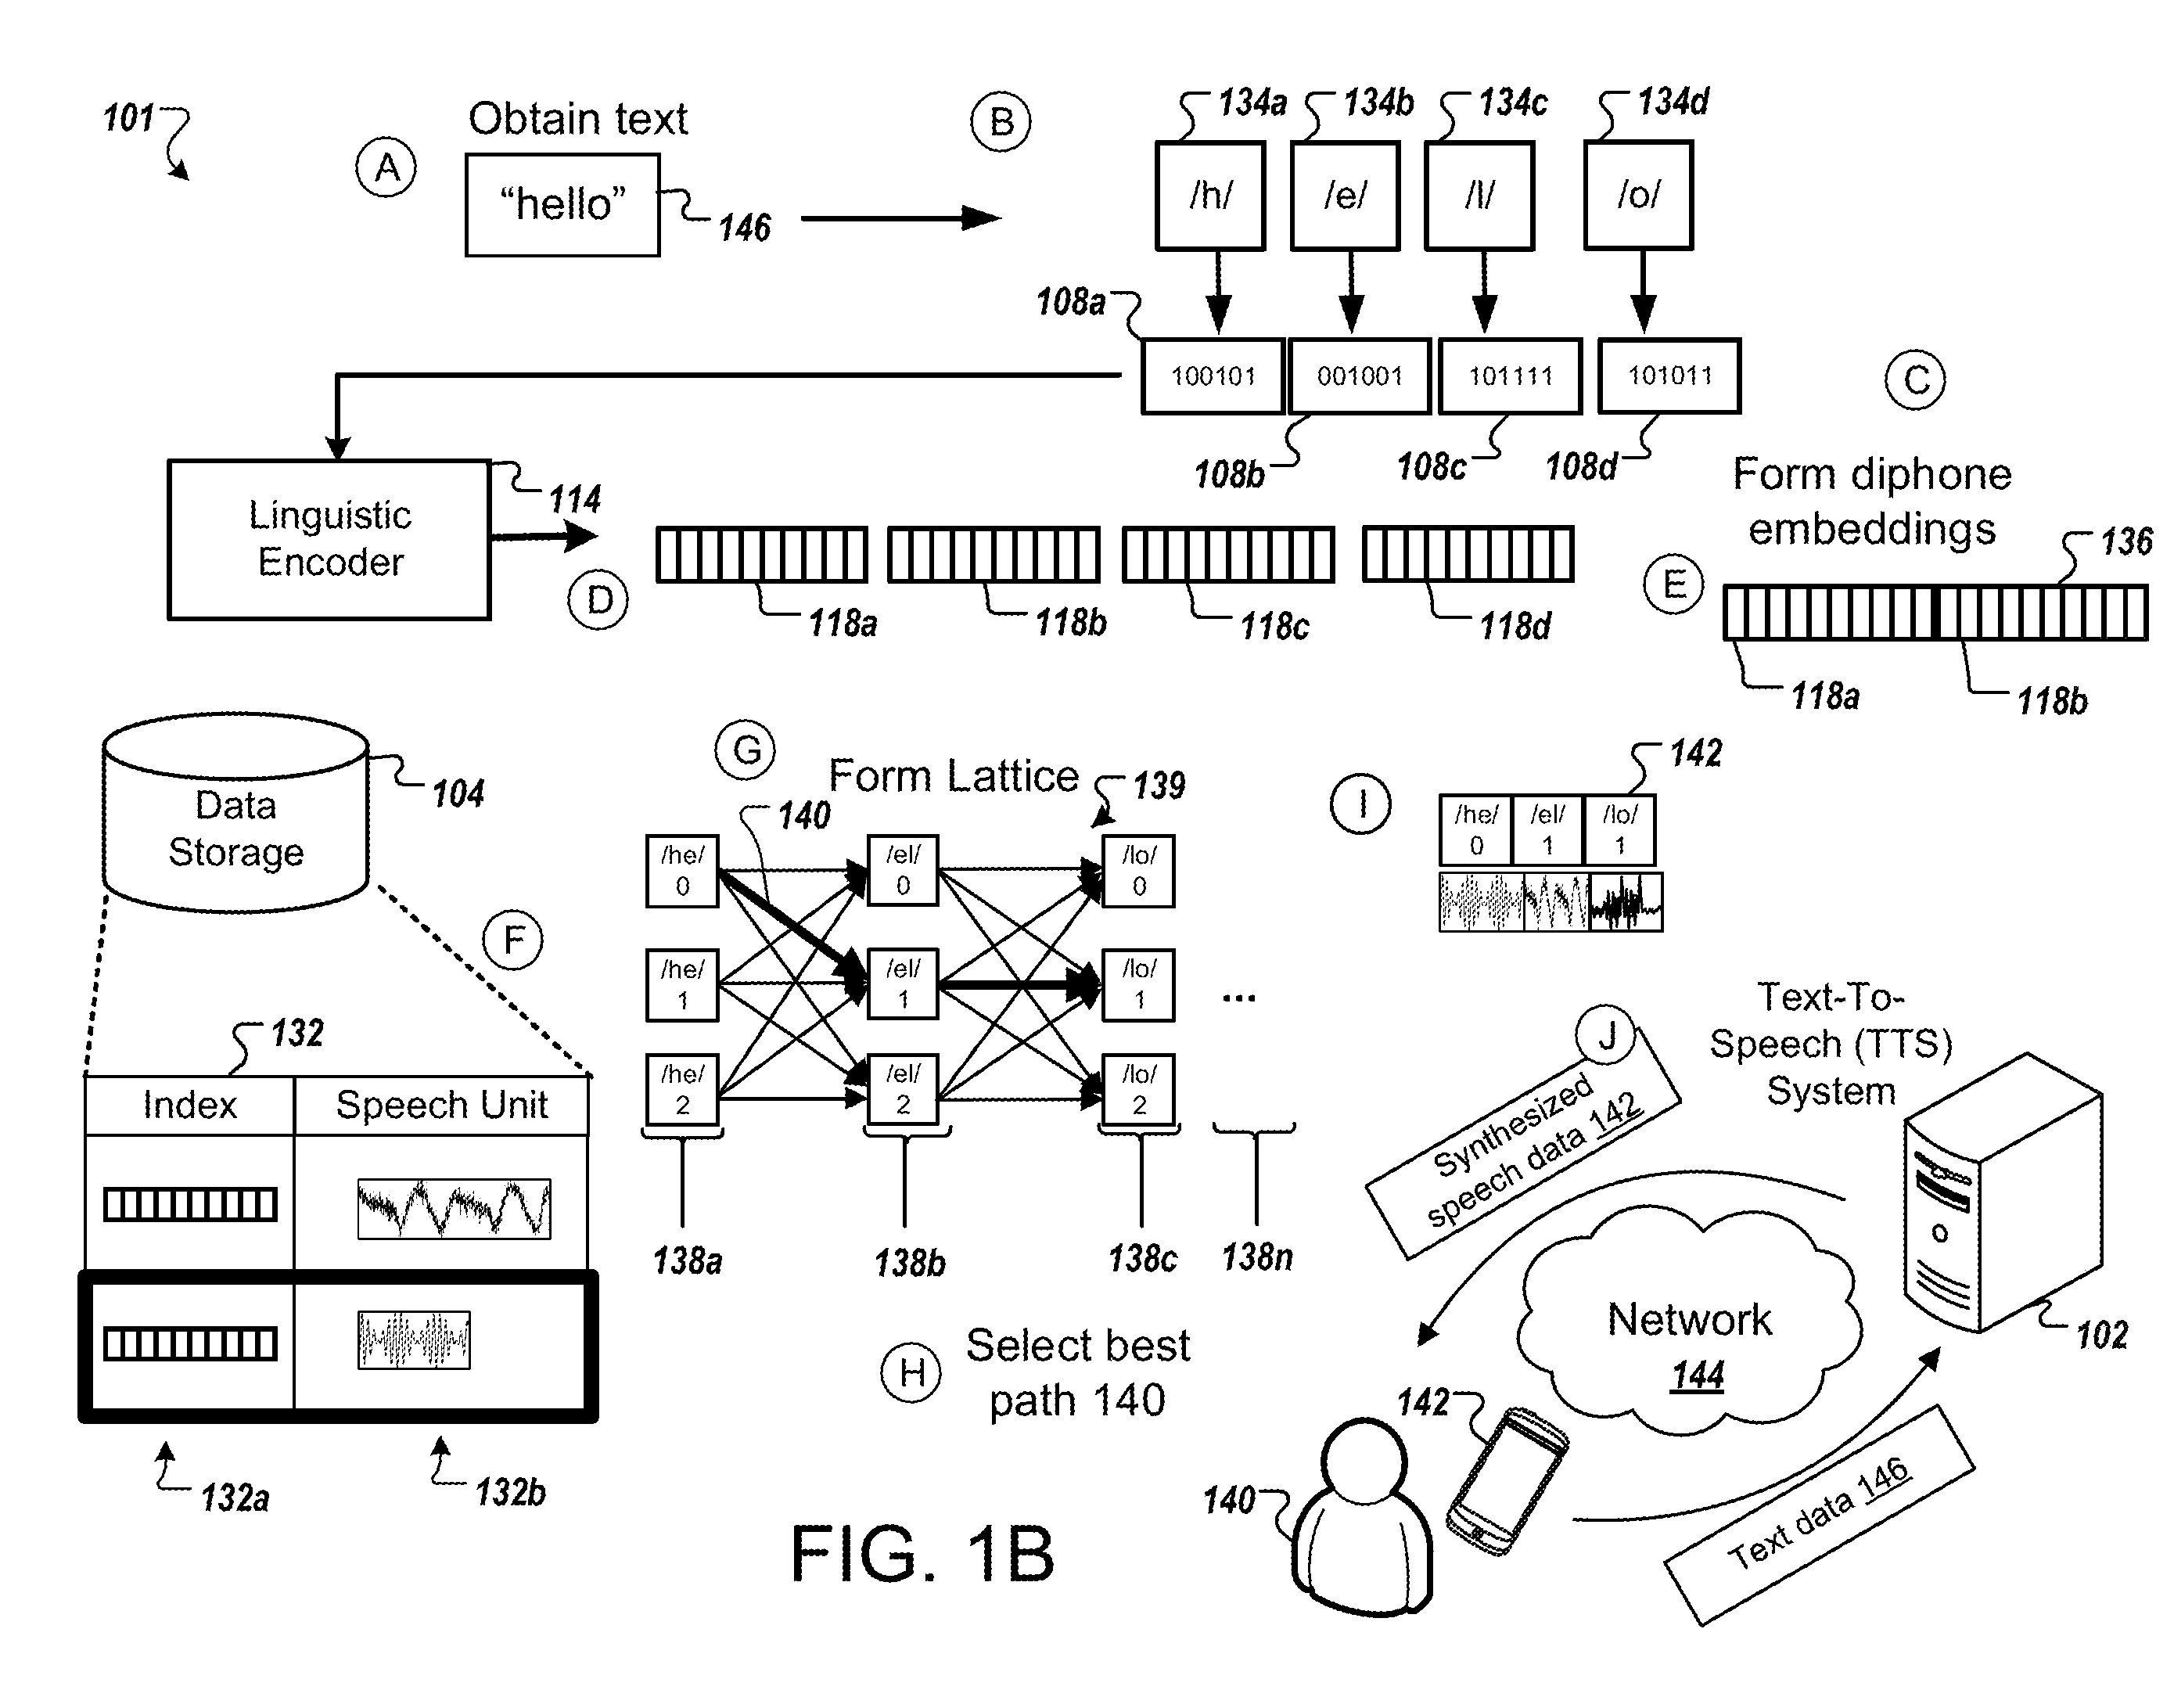 101
A
Obtain text
"hello"
146
B
134a
134b
134c
134d
/h/
/e/
/l/
/o/
108a
100101
001001
101111
101011
108b
108c
108d
C
Linguistic
Encoder
114
D
118a
118b
118c
118d
Form diphone
embeddings
136
E
118a
118b
Data
Storage
104
F
132
Index
Speech Unit
132a
132b
G
Form Lattice
139
140
/he/
0
/el/
0
/lo/
0
/he/
1
/el/
1
/lo/
1
...
/he/
2
/el/
2
/lo/
2
138a
138b
138c
138n
H
Select best
path 140
I
142
/he/
0
/el/
1
/lo/
1
J
Text-To-
Speech (TTS)
System
Synthesized
speech data 142
Network
144
102
142
140
Text data 146
FIG. 1B